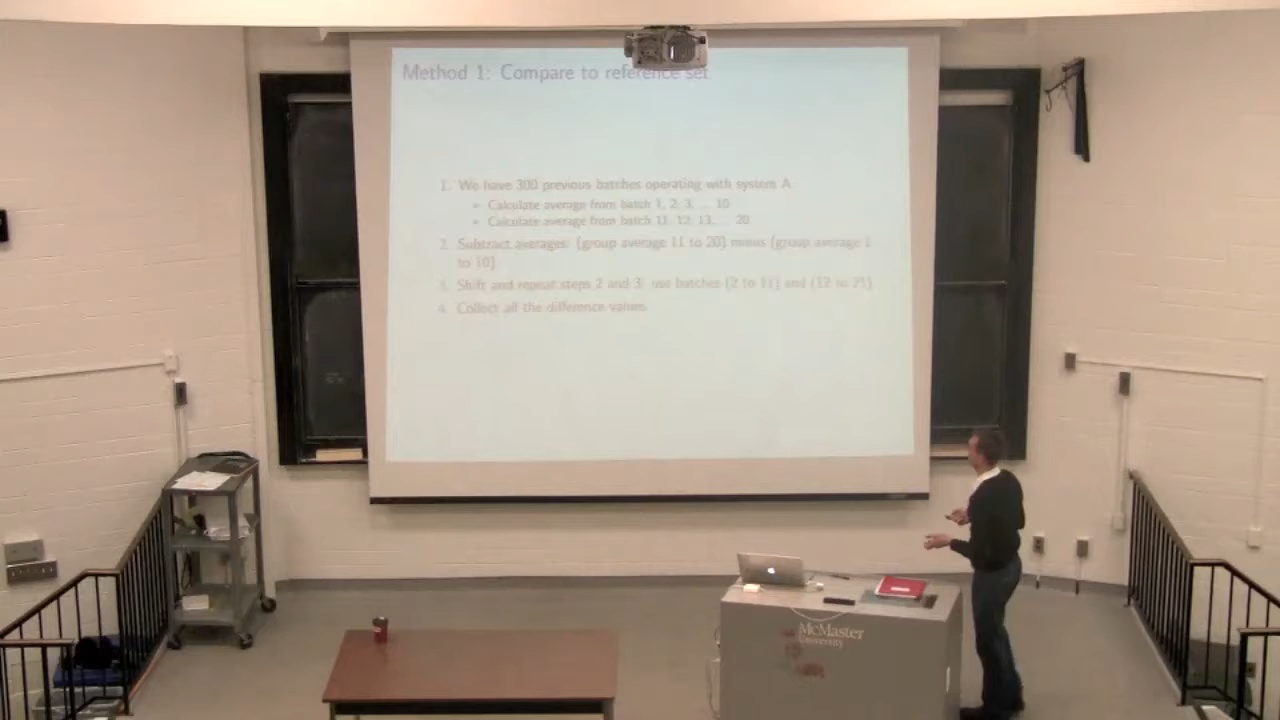 Method 1: Compare to reference set
1. We have 300 previous batches operating with system A
• Calculate average from batch 1, 2, 3, ... 10
• Calculate average from batch 11, 12, 13, ... 20
2. Subtract averages: (group average 11 to 20) minus (group average 1
to 10)
3. Shift and repeat steps 2 and 3: use batches (2 to 11) and (12 to 21)
4. Collect all the difference values
McMaster
University